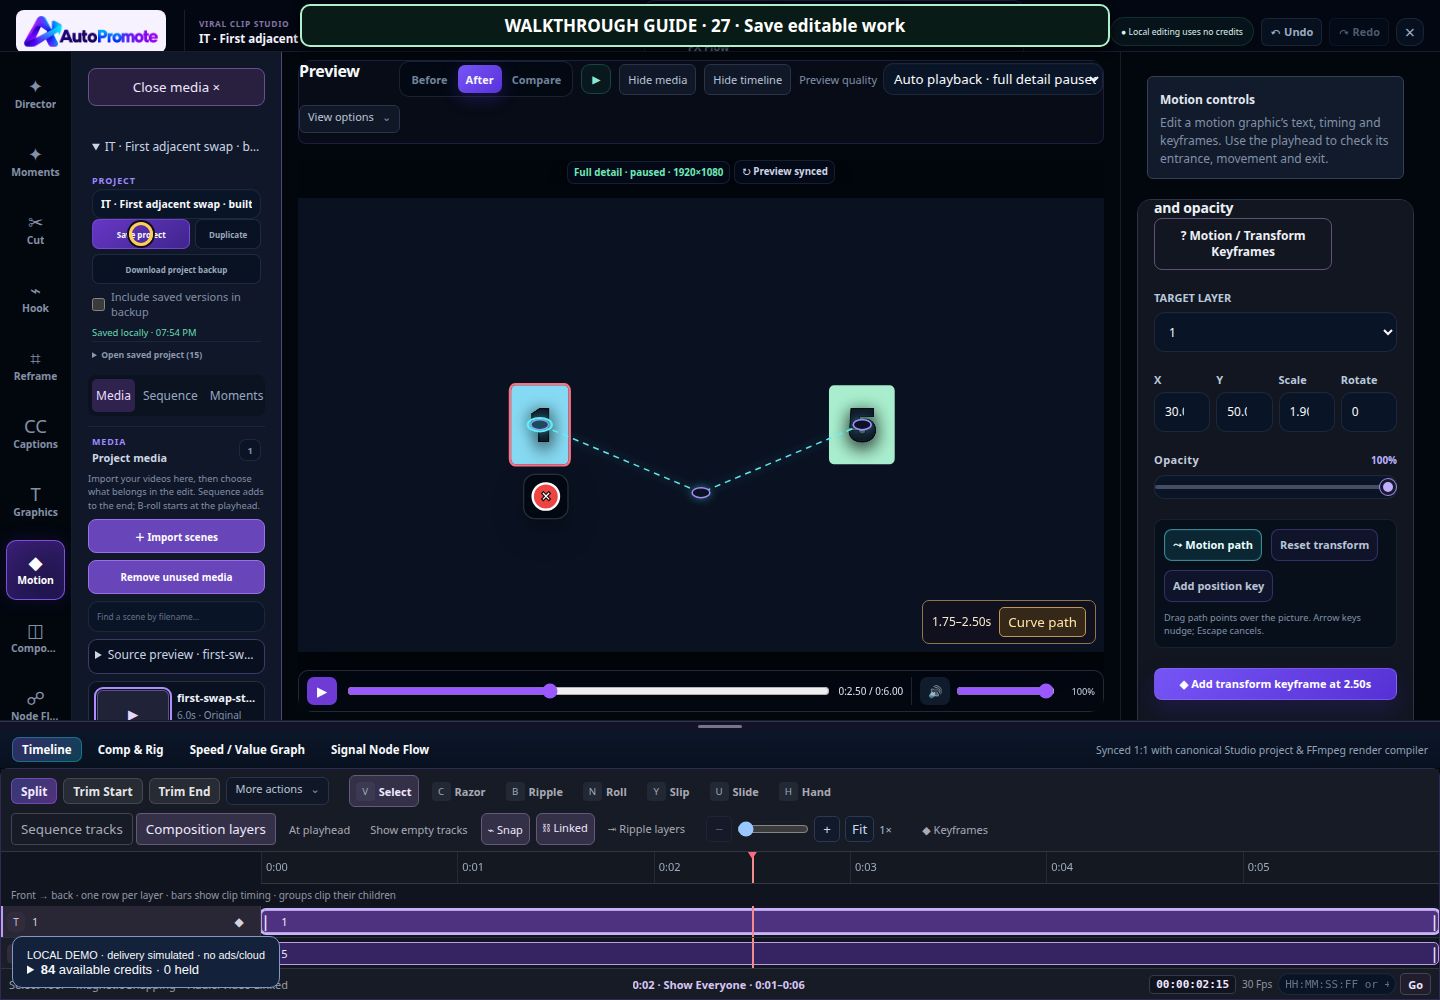 AutoPromote
VIRAL CLIP STUDIO
IT · First adjacent
WALKTHROUGH GUIDE · 27 · Save editable work
● Local editing uses no credits
↶ Undo
↷ Redo
✕
Director
Moments
Cut
Hook
Reframe
CC
Captions
T
Graphics
Motion
Compo...
Node Fl...
Close media ×
▼ IT · First adjacent swap · b...
PROJECT
IT · First adjacent swap · built
Save project
Duplicate
Download project backup
Include saved versions in
backup
Saved locally · 07:54 PM
▶ Open saved project (15)
Media
Sequence
Moments
MEDIA
Project media
1
Import your videos here, then choose
what belongs in the edit. Sequence adds
to the end; B-roll starts at the playhead.
+ Import scenes
Remove unused media
Find a scene by filename...
▶ Source preview · first-sw...
first-swap-st...
6.0s · Original
Preview
Before
After
Compare
Hide media
Hide timeline
Preview quality
Auto playback · full detail paused
View options
Full detail · paused · 1920×1080
↻ Preview synced
1
5
1.75–2.50s
Curve path
0:2.50 / 0:6.00
100%
Motion controls
Edit a motion graphic's text, timing and
keyframes. Use the playhead to check its
entrance, movement and exit.
and opacity
? Motion / Transform
Keyframes
TARGET LAYER
1
X
Y
Scale
Rotate
30.(
50.(
1.9(
0
Opacity
100%
⤳ Motion path
Reset transform
Add position key
Drag path points over the picture. Arrow keys
nudge; Escape cancels.
◆ Add transform keyframe at 2.50s
Timeline
Comp & Rig
Speed / Value Graph
Signal Node Flow
Synced 1:1 with canonical Studio project & FFmpeg render compiler
Split
Trim Start
Trim End
More actions
V Select
C Razor
B Ripple
N Roll
Y Slip
U Slide
H Hand
Sequence tracks
Composition layers
At playhead
Show empty tracks
Snap
Linked
Ripple layers
−
+
Fit
1×
◆ Keyframes
0:00
0:01
0:02
0:03
0:04
0:05
Front → back · one row per layer · bars show clip timing · groups clip their children
T 1
1
5
LOCAL DEMO · delivery simulated · no ads/cloud
▶ 84 available credits · 0 held
0:02 · Show Everyone · 0:01–0:06
00:00:02:15
30 Fps
HH:MM:SS:FF or +
Go